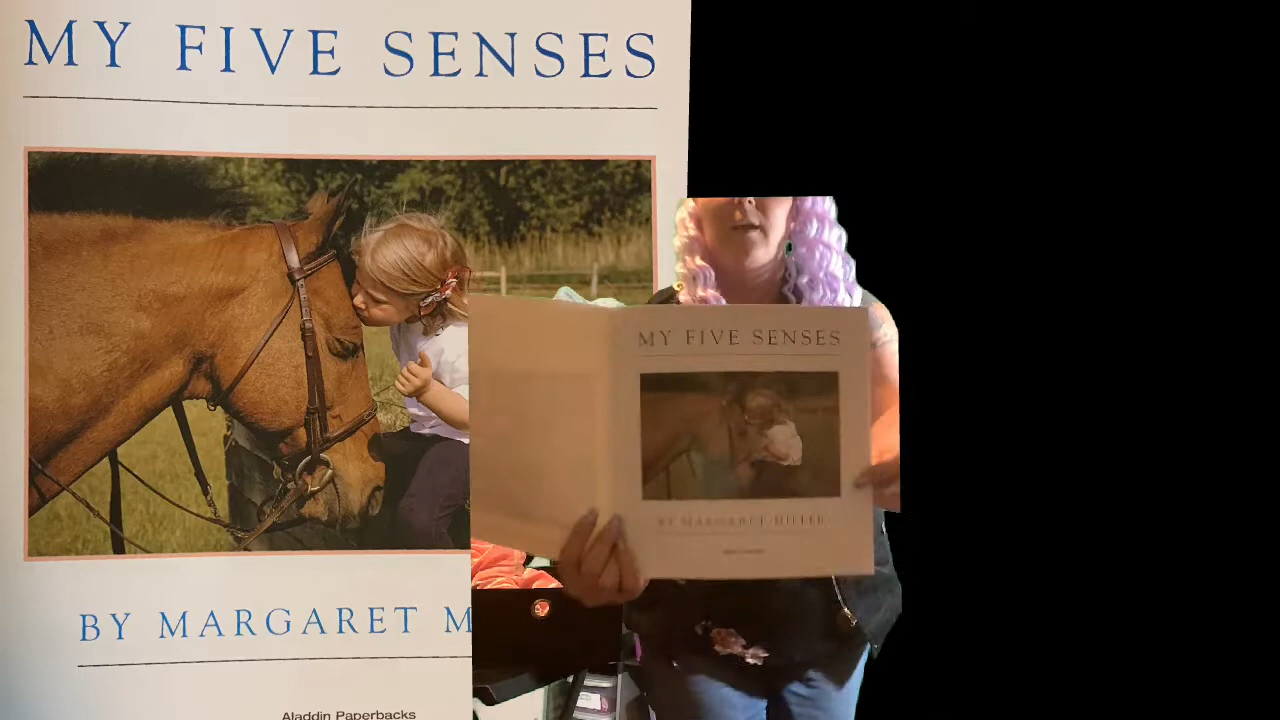 MY FIVE SENSES
BY MARGARET M
Aladdin Paperbacks
MY FIVE SENSES
BY MARGARET MILLER